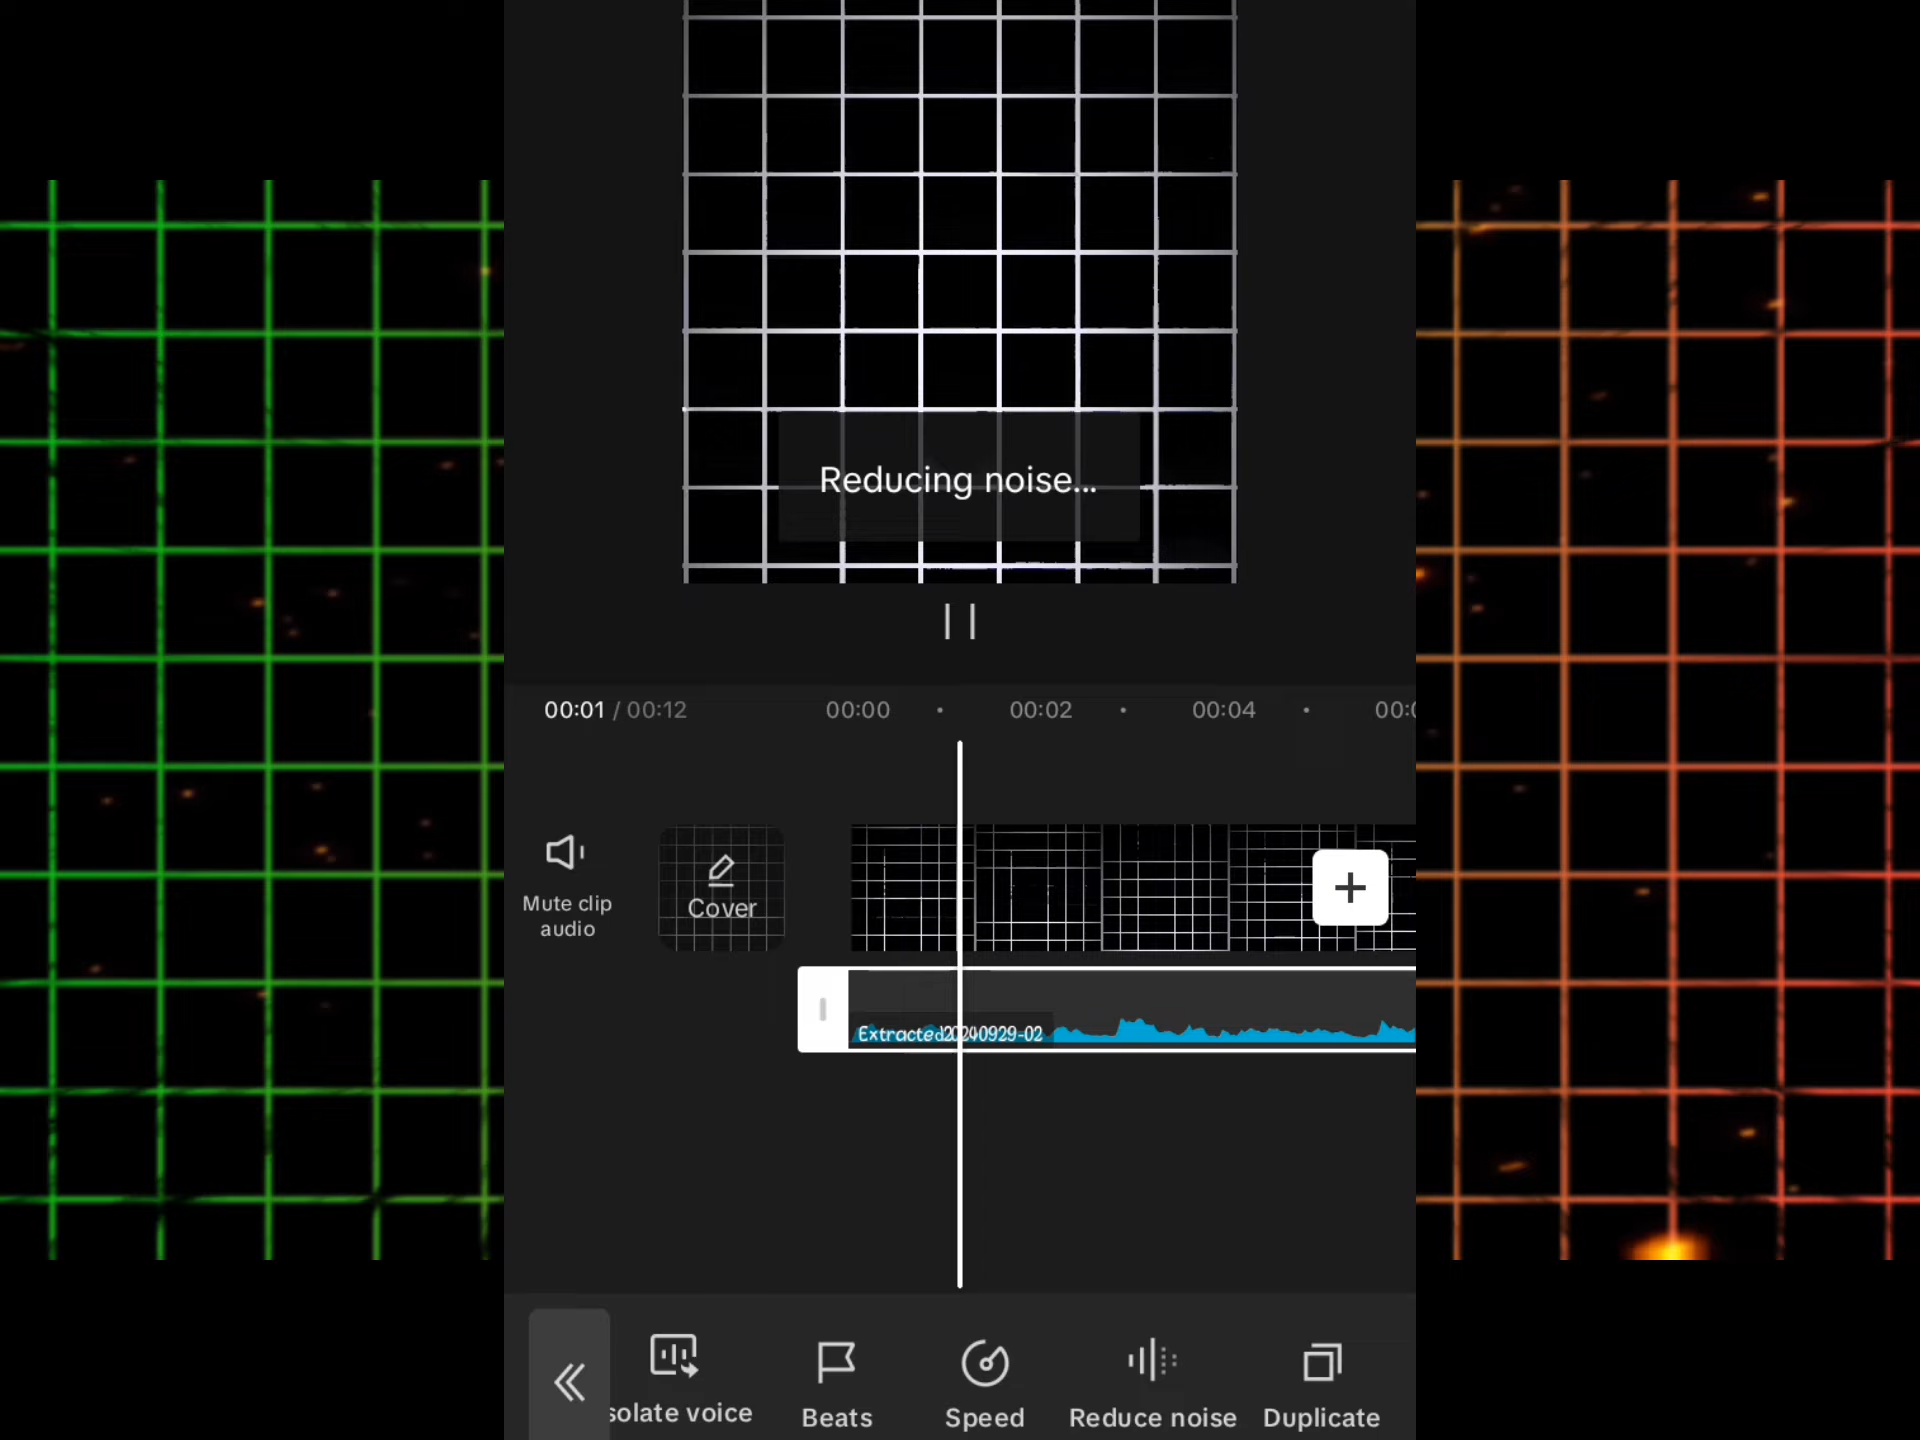 Reducing noise...
00:01 / 00:12 00:00 00:02 00:04
Mute clip
audio
Cover
Extracted20240929-02
solate voice
Beats
Speed
Reduce noise
Duplicate